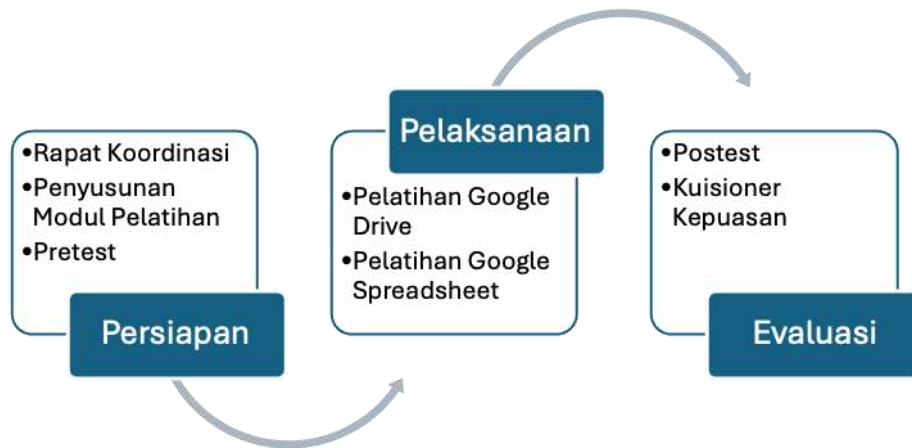 •Rapat Koordinasi
•Penyusunan
Modul Pelatihan
•Pretest
Persiapan
Pelaksanaan
•Pelatihan Google
Drive
•Pelatihan Google
Spreadsheet
•Postest
•Kuisioner
Kepuasan
Evaluasi